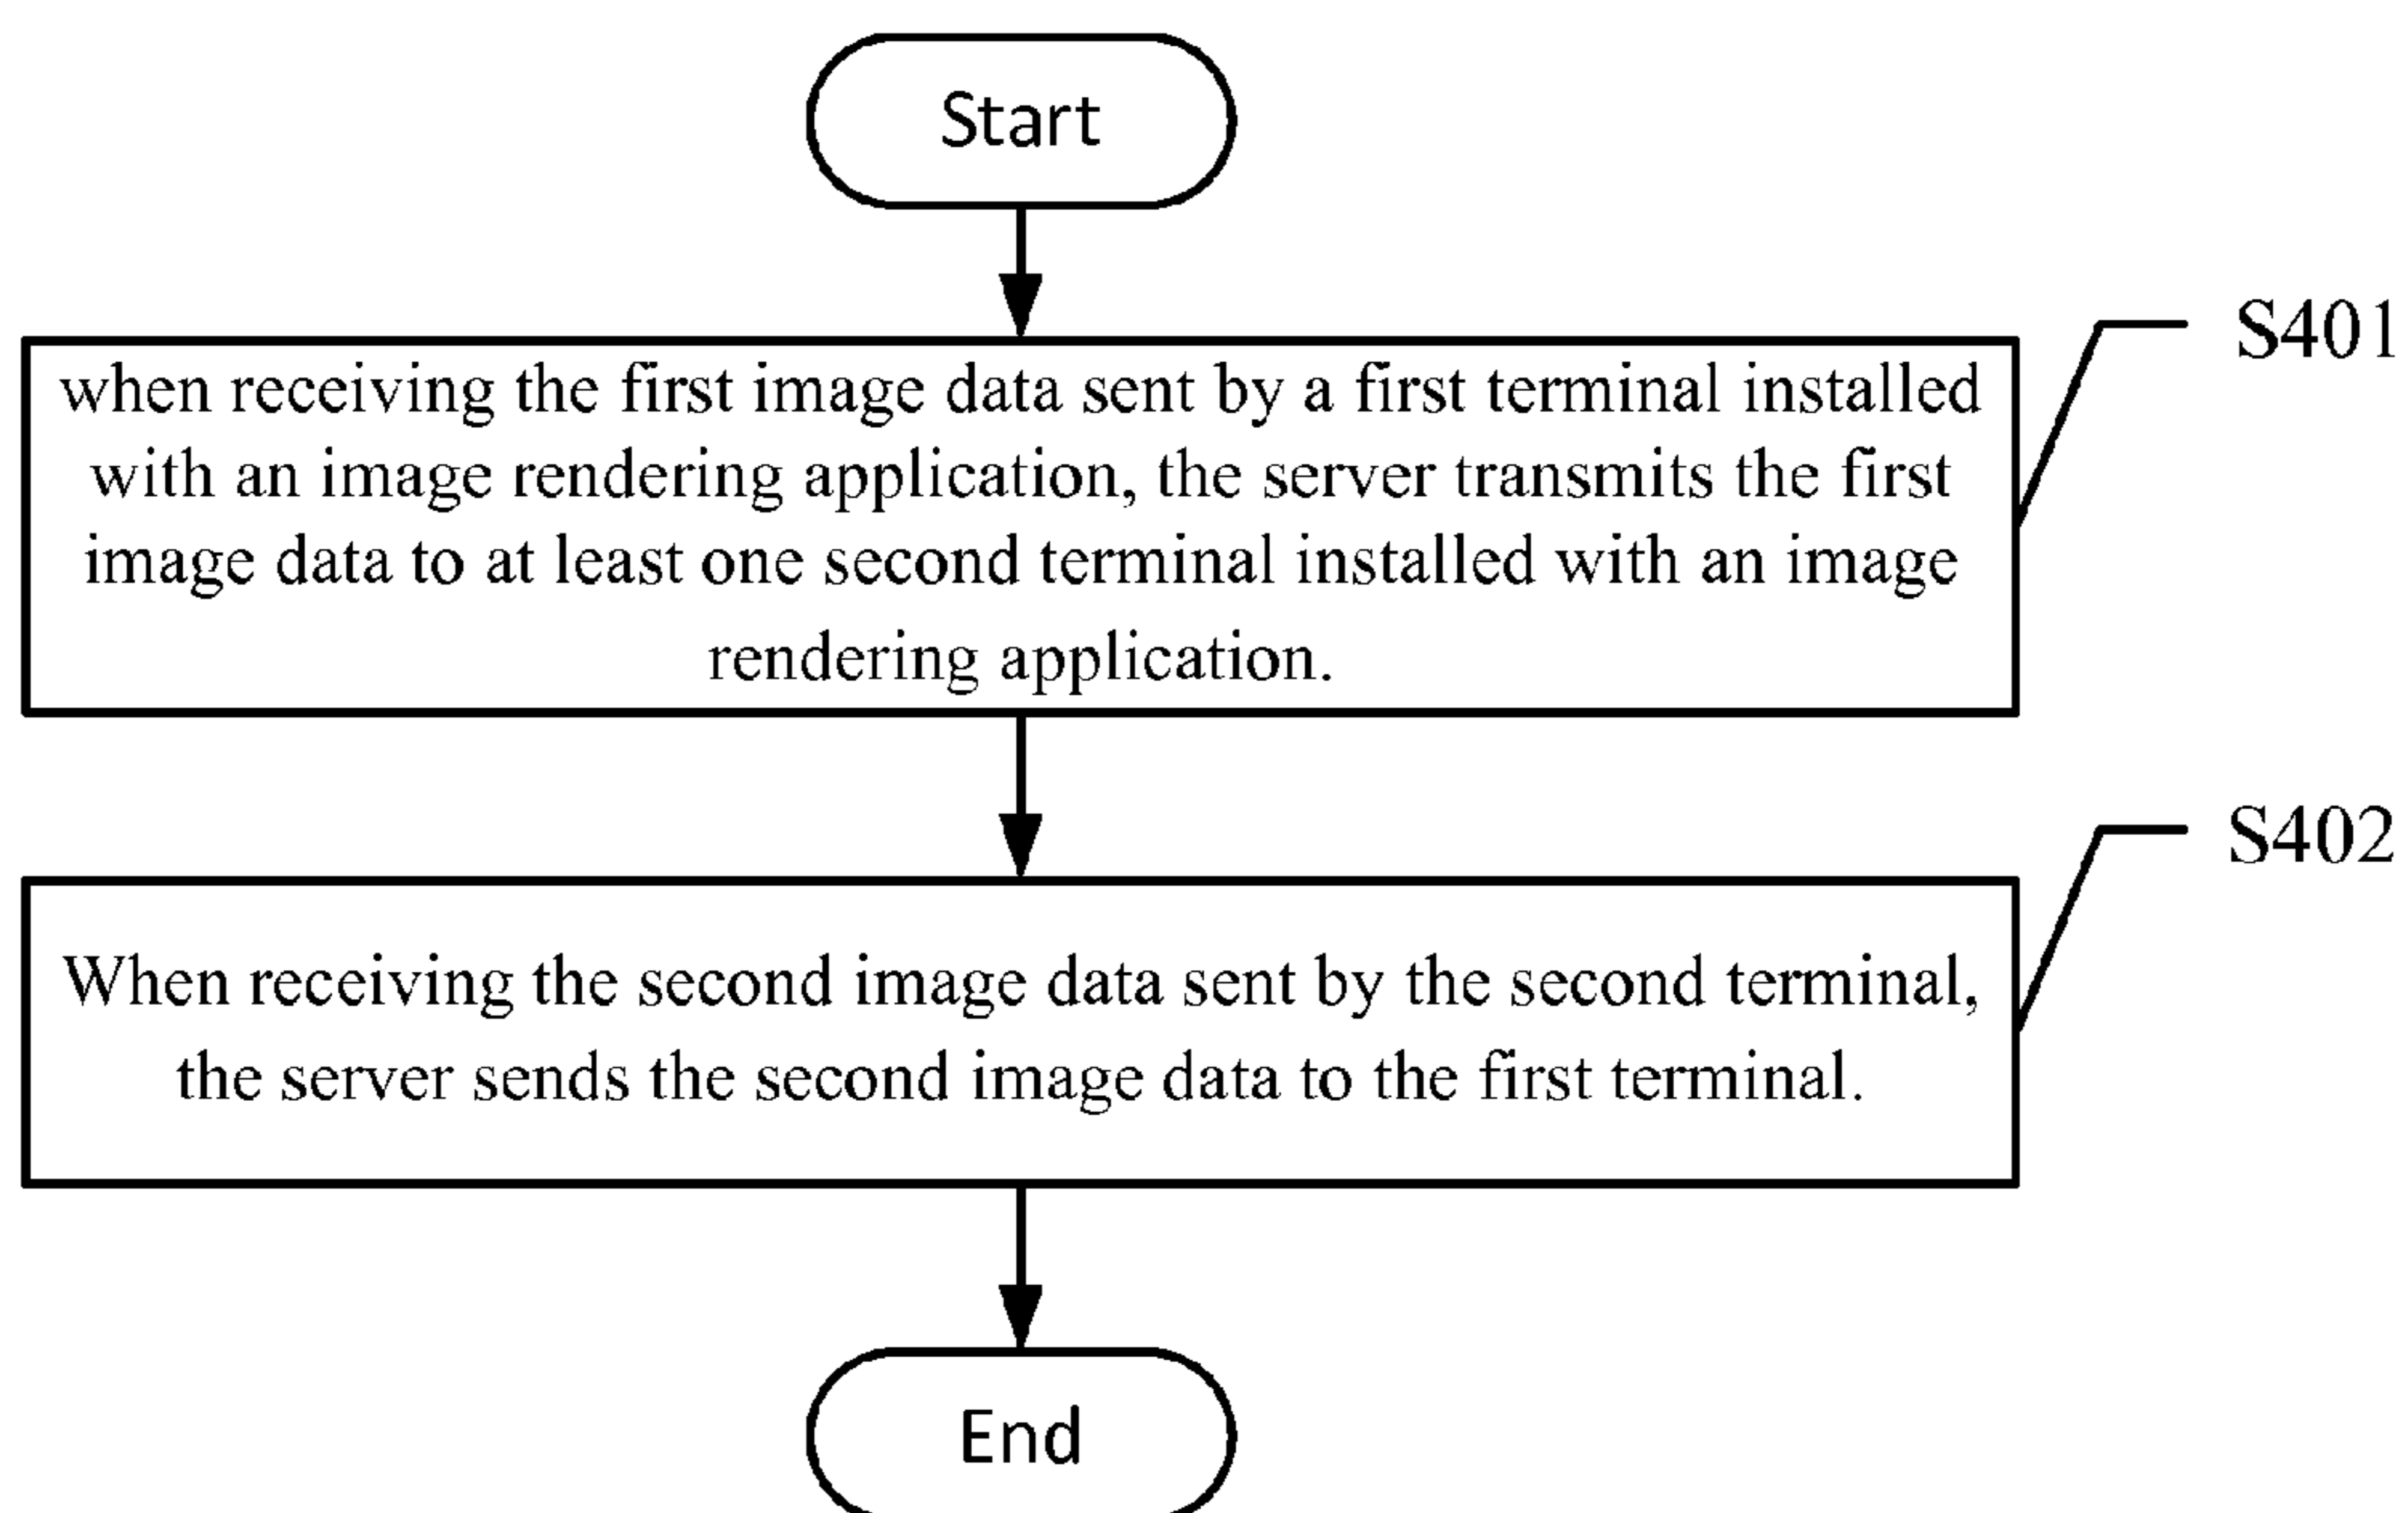 Start
S401
when receiving the first image data sent by a first terminal installed
with an image rendering application, the server transmits the first
image data to at least one second terminal installed with an image
rendering application.
S402
When receiving the second image data sent by the second terminal,
the server sends the second image data to the first terminal.
End